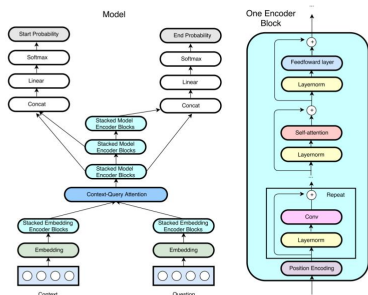 Model
Start Probability
Softmax
Linear
Concat
End Probability
Softmax
Linear
Concat
Stacked Model
Encoder Blocks
Stacked Model
Encoder Blocks
Stacked Model
Encoder Blocks
Context-Query Attention
Stacked Embedding
Encoder Blocks
Stacked Embedding
Encoder Blocks
Embedding
Embedding
Context
Question
One Encoder
Block
...
+
Feedfoward layer
Layernorm
+
Self-attention
Layernorm
...
+
Repeat
Conv
Layernorm
Position Encoding
...